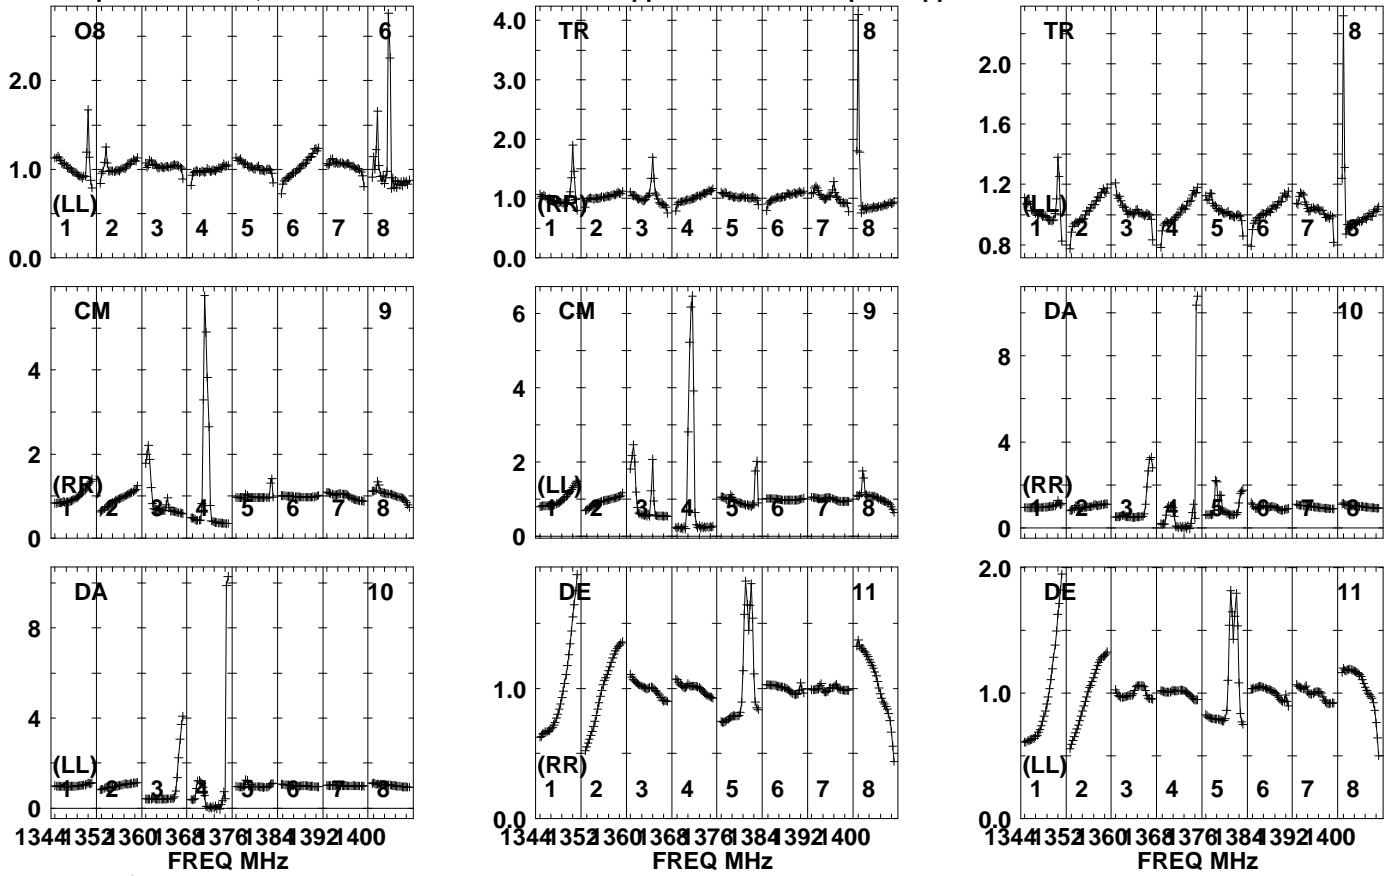 O8 6
2.0
1.0
0.0
(LL)
1 2 3 4 5 6 7 8
TR 8
4.0
3.0
2.0
1.0
0.0
(RR)
1 2 3 4 5 6 7 8
TR 8
2.0
1.6
1.2
0.8
(LL)
1 2 3 4 5 6 7 8
CM 9
4
2
0
(RR)
1 2 3 4 5 6 7 8
CM 9
6
4
2
0
(LL)
1 2 3 4 5 6 7 8
DA 10
8
4
0
(RR)
1 2 3 4 5 6 7 8
DA 10
8
4
0
(LL)
1 2 3 4 5 6 7 8
1344 1352 1360 1368 1376 1384 1392 1400
FREQ MHz
DE 11
1.0
0.0
(RR)
1 2 3 4 5 6 7 8
1344 1352 1360 1368 1376 1384 1392 1400
FREQ MHz
DE 11
2.0
1.0
0.0
(LL)
1 2 3 4 5 6 7 8
1344 1352 1360 1368 1376 1384 1392 1400
FREQ MHz